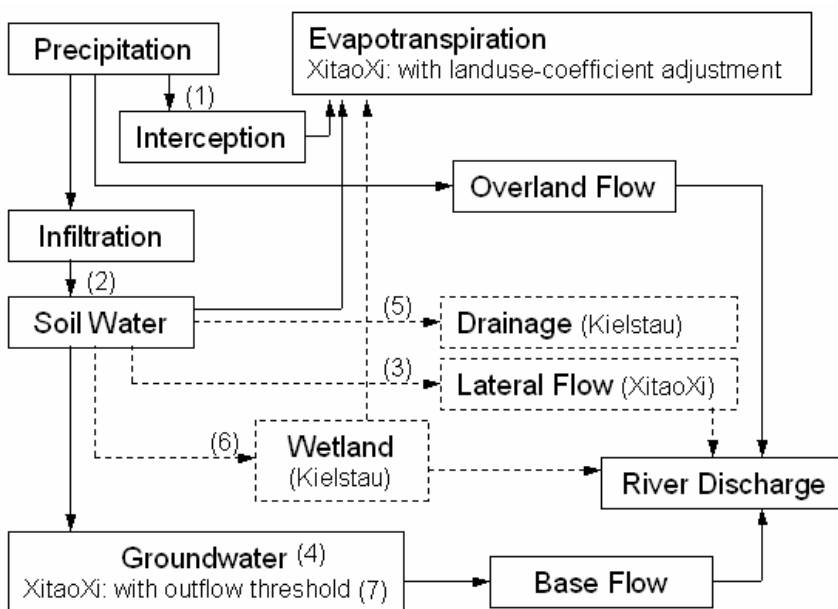 Precipitation
Evapotranspiration
XitaoXi: with landuse-coefficient adjustment
(1)
Interception
Overland Flow
Infiltration
(2)
Soil Water
(5)
Drainage (Kielstau)
(3)
Lateral Flow (XitaoXi)
(6)
Wetland
(Kielstau)
River Discharge
Groundwater (4)
XitaoXi: with outflow threshold (7)
Base Flow